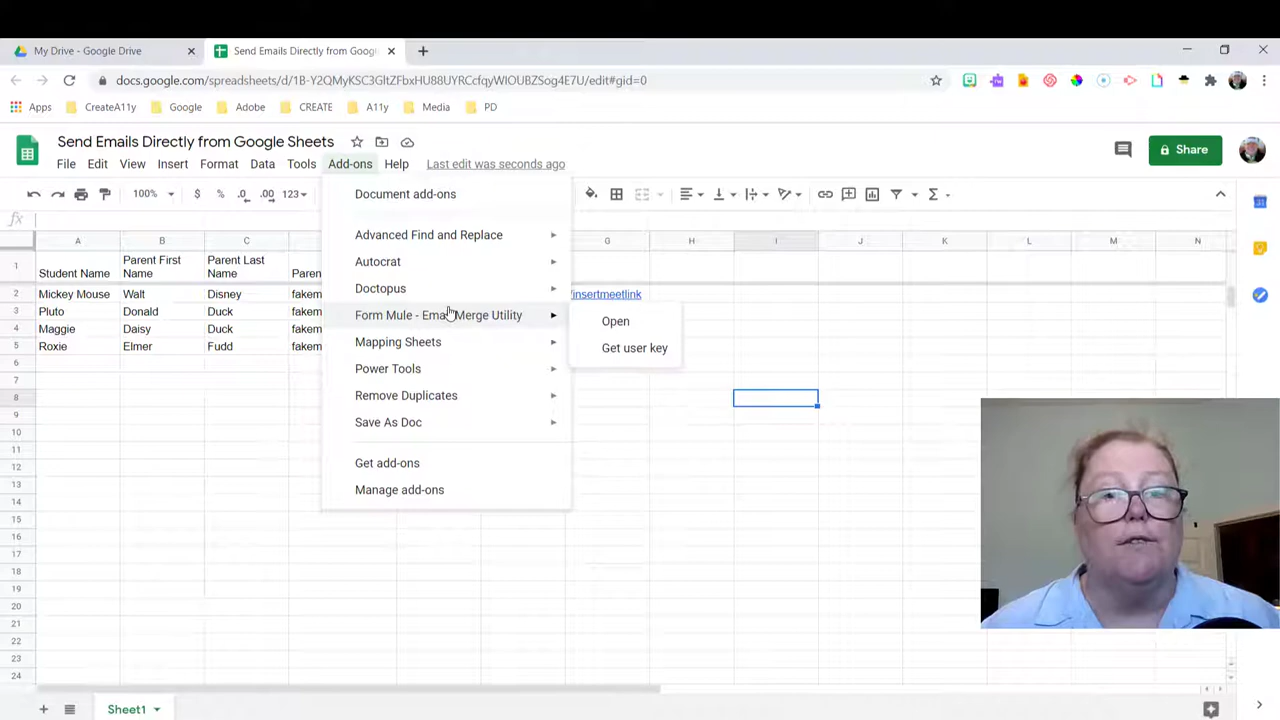 My Drive - Google Drive
Send Emails Directly from Goog
docs.google.com/spreadsheets/d/1B-Y2QMyKSC3GltZFbxHU88UYRCcfqyWIOUBZSog4E7U/edit#gid=0
Apps CreateA11y Google Adobe CREATE A11y Media PD
Send Emails Directly from Google Sheets
File Edit View Insert Format Data Tools Add-ons Help Last edit was seconds ago
Share
100% $ % .0 .00 123
Document add-ons
fx
Advanced Find and Replace
A B C G H I J K L M N
1 Student Name Parent First Name Parent Last Name Paren
Autocrat
Doctopus
2 Mickey Mouse Walt Disney fakem /insertmeetlink
3 Pluto Donald Duck fakem
Form Mule - Email Merge Utility
Open
4 Maggie Daisy Duck fakem
Mapping Sheets
Get user key
5 Roxie Elmer Fudd fakem
6
Power Tools
7
Remove Duplicates
8
9
Save As Doc
10
11
Get add-ons
12
13
Manage add-ons
14
15
16
17
18
19
20
21
22
23
24
Sheet1